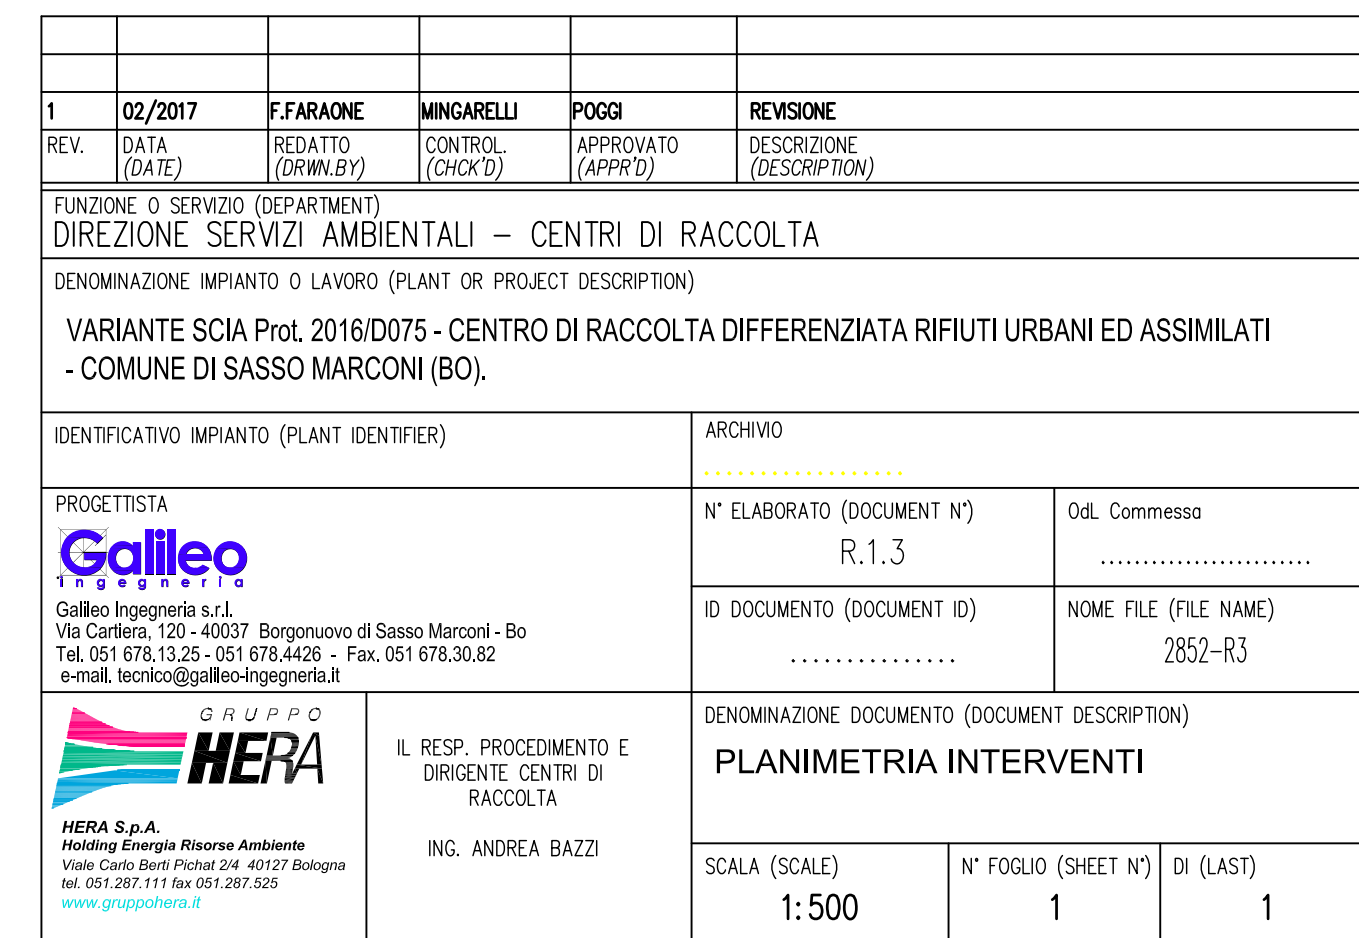 1 02/2017 F.FARAONE MINGARELLI POGGI REVISIONE
REV. DATA REDATTO CONTROL. APPROVATO DESCRIZIONE
(DATE) (DRWN.BY) (CHCK'D) (APPR'D) (DESCRIPTION)
FUNZIONE O SERVIZIO (DEPARTMENT)
DIREZIONE SERVIZI AMBIENTALI – CENTRI DI RACCOLTA
DENOMINAZIONE IMPIANTO O LAVORO (PLANT OR PROJECT DESCRIPTION)
VARIANTE SCIA Prot. 2016/D075 - CENTRO DI RACCOLTA DIFFERENZIATA RIFIUTI URBANI ED ASSIMILATI
- COMUNE DI SASSO MARCONI (BO).
IDENTIFICATIVO IMPIANTO (PLANT IDENTIFIER)
ARCHIVIO
..................
PROGETTISTA
Galileo
ingegneria
Galileo Ingegneria s.r.l.
Via Cartiera, 120 - 40037 Borgonuovo di Sasso Marconi - Bo
Tel. 051 678.13.25 - 051 678.4426 - Fax. 051 678.30.82
e-mail. tecnico@galileo-ingegneria.it
N° ELABORATO (DOCUMENT N°)
R.1.3
OdL Commessa
.........................
ID DOCUMENTO (DOCUMENT ID)
...............
NOME FILE (FILE NAME)
2852–R3
GRUPPO
HERA
HERA S.p.A.
Holding Energia Risorse Ambiente
Viale Carlo Berti Pichat 2/4 40127 Bologna
tel. 051.287.111 fax 051.287.525
www.gruppohera.it
IL RESP. PROCEDIMENTO E
DIRIGENTE CENTRI DI
RACCOLTA
ING. ANDREA BAZZI
DENOMINAZIONE DOCUMENTO (DOCUMENT DESCRIPTION)
PLANIMETRIA INTERVENTI
SCALA (SCALE)
1:500
N° FOGLIO (SHEET N°)
1
DI (LAST)
1